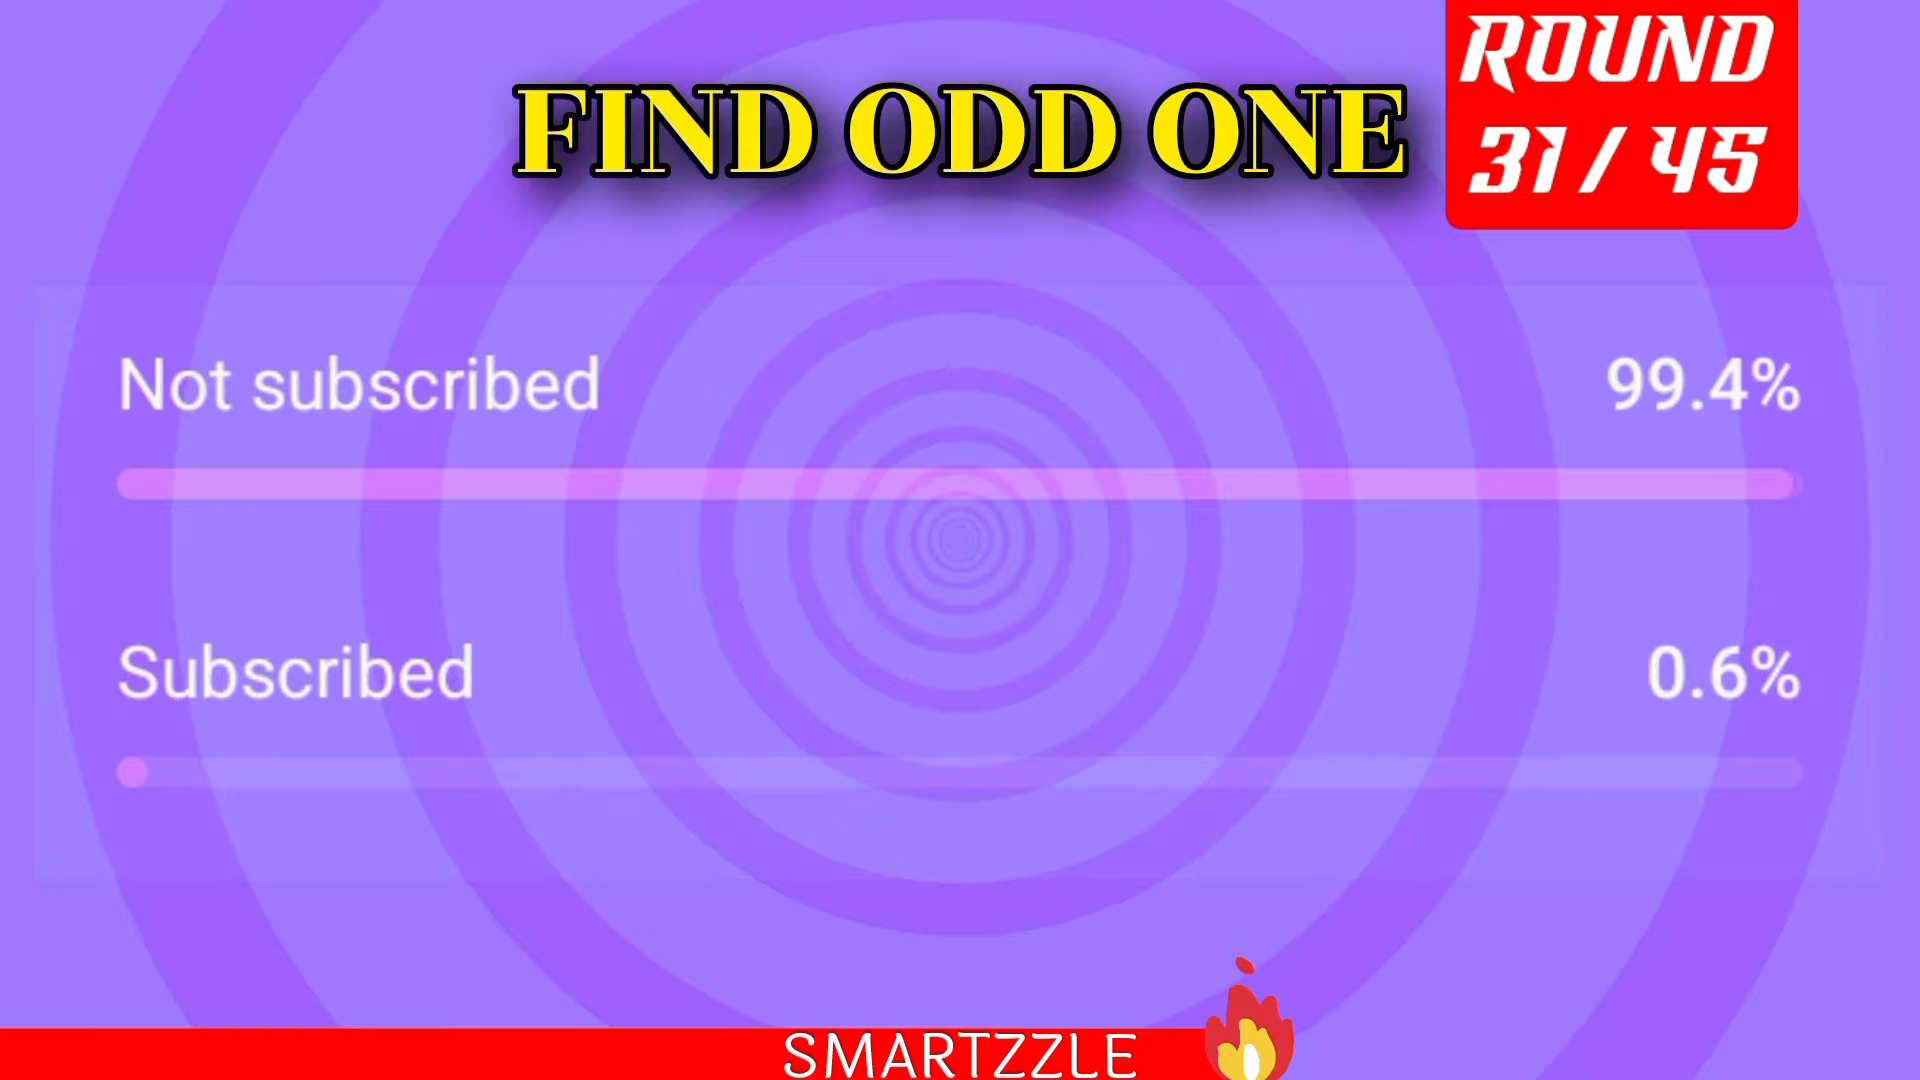 FIND ODD ONE
ROUND
31 / 45
Not subscribed 99.4%
Subscribed 0.6%
SMARTZZLE